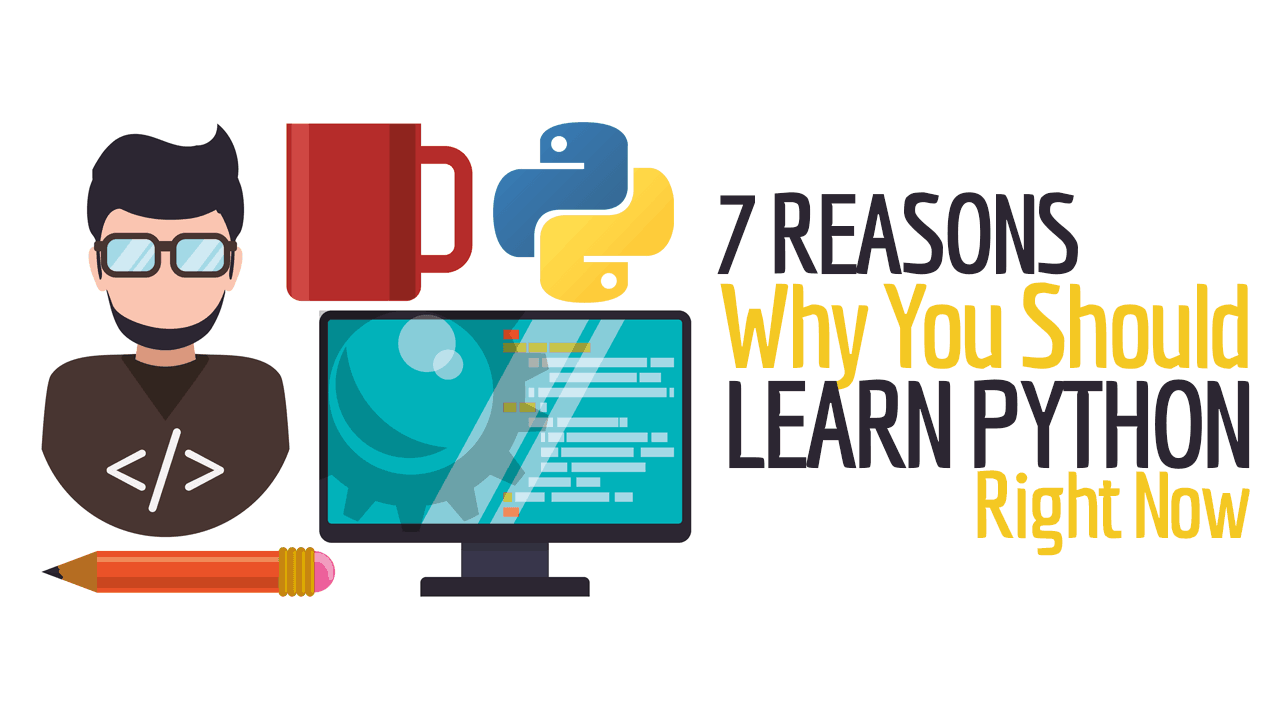 </>
7 REASONS
Why You Should
LEARN PYTHON
Right Now